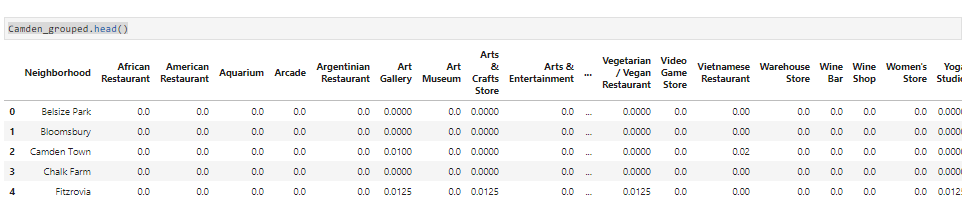 Camden_grouped.head()
Neighborhood African Restaurant American Restaurant Aquarium Arcade Argentinian Restaurant Art Gallery Art Museum Arts & Crafts Store Arts & Entertainment ... Vegetarian / Vegan Restaurant Video Game Store Vietnamese Restaurant Warehouse Store Wine Bar Wine Shop Women's Store Yoga Studio
0 Belsize Park 0.0 0.0 0.0 0.0 0.0 0.0000 0.0 0.0000 0.0 ... 0.0000 0.0 0.00 0.0 0.0 0.0 0.0 0.000
1 Bloomsbury 0.0 0.0 0.0 0.0 0.0 0.0000 0.0 0.0000 0.0 ... 0.0000 0.0 0.00 0.0 0.0 0.0 0.0 0.000
2 Camden Town 0.0 0.0 0.0 0.0 0.0 0.0100 0.0 0.0000 0.0 ... 0.0000 0.0 0.02 0.0 0.0 0.0 0.0 0.000
3 Chalk Farm 0.0 0.0 0.0 0.0 0.0 0.0000 0.0 0.0000 0.0 ... 0.0000 0.0 0.00 0.0 0.0 0.0 0.0 0.000
4 Fitzrovia 0.0 0.0 0.0 0.0 0.0 0.0125 0.0 0.0125 0.0 ... 0.0125 0.0 0.00 0.0 0.0 0.0 0.0 0.012